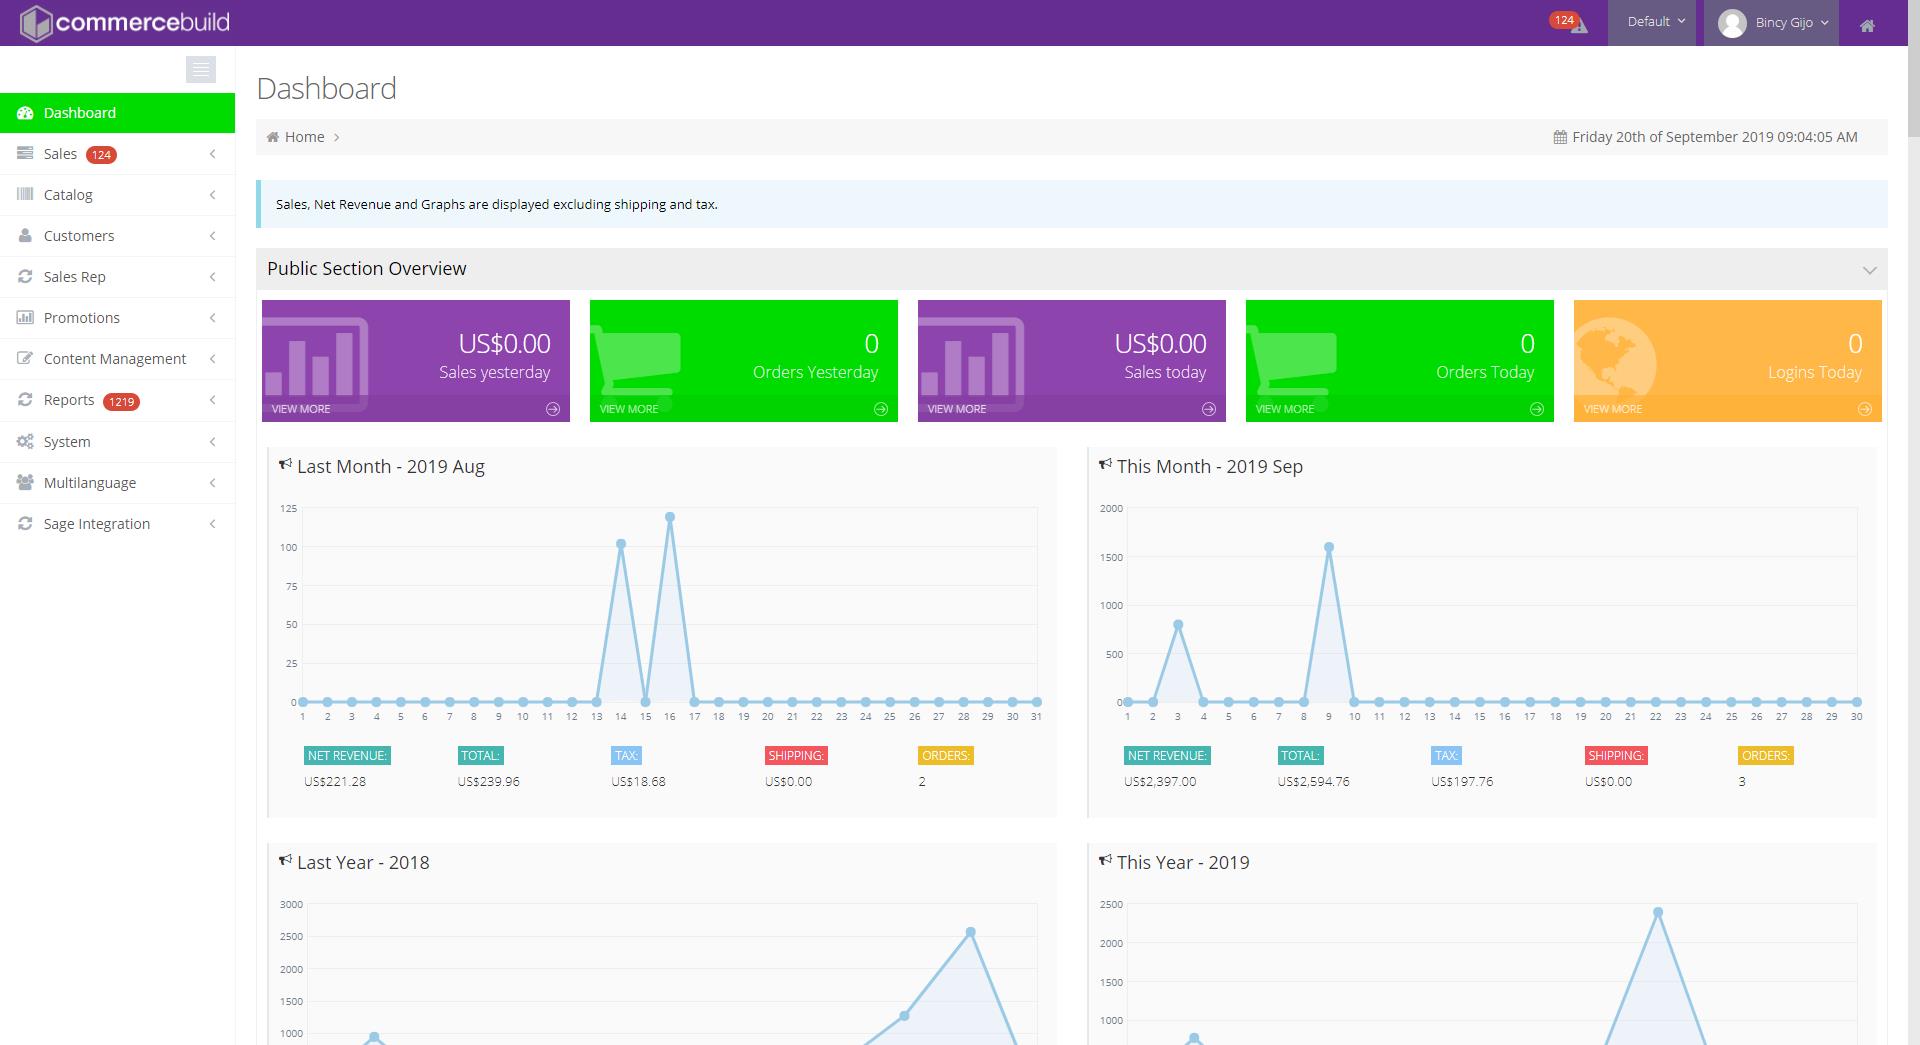 commercebuild
124
Default
Bincy Gijo
Dashboard
Sales 124
Catalog
Customers
Sales Rep
Promotions
Content Management
Reports 1219
System
Multilanguage
Sage Integration
Dashboard
Home
Friday 20th of September 2019 09:04:05 AM
Sales, Net Revenue and Graphs are displayed excluding shipping and tax.
Public Section Overview
US$0.00
Sales yesterday
VIEW MORE
0
Orders Yesterday
VIEW MORE
US$0.00
Sales today
VIEW MORE
0
Orders Today
VIEW MORE
0
Logins Today
VIEW MORE
Last Month - 2019 Aug
125
100
75
50
25
0
1 2 3 4 5 6 7 8 9 10 11 12 13 14 15 16 17 18 19 20 21 22 23 24 25 26 27 28 29 30 31
NET REVENUE: TOTAL: TAX: SHIPPING: ORDERS:
US$221.28 US$239.96 US$18.68 US$0.00 2
This Month - 2019 Sep
2000
1500
1000
500
0
1 2 3 4 5 6 7 8 9 10 11 12 13 14 15 16 17 18 19 20 21 22 23 24 25 26 27 28 29 30
NET REVENUE: TOTAL: TAX: SHIPPING: ORDERS:
US$2,397.00 US$2,594.76 US$197.76 US$0.00 3
Last Year - 2018
3000
2500
2000
1500
1000
This Year - 2019
2500
2000
1500
1000